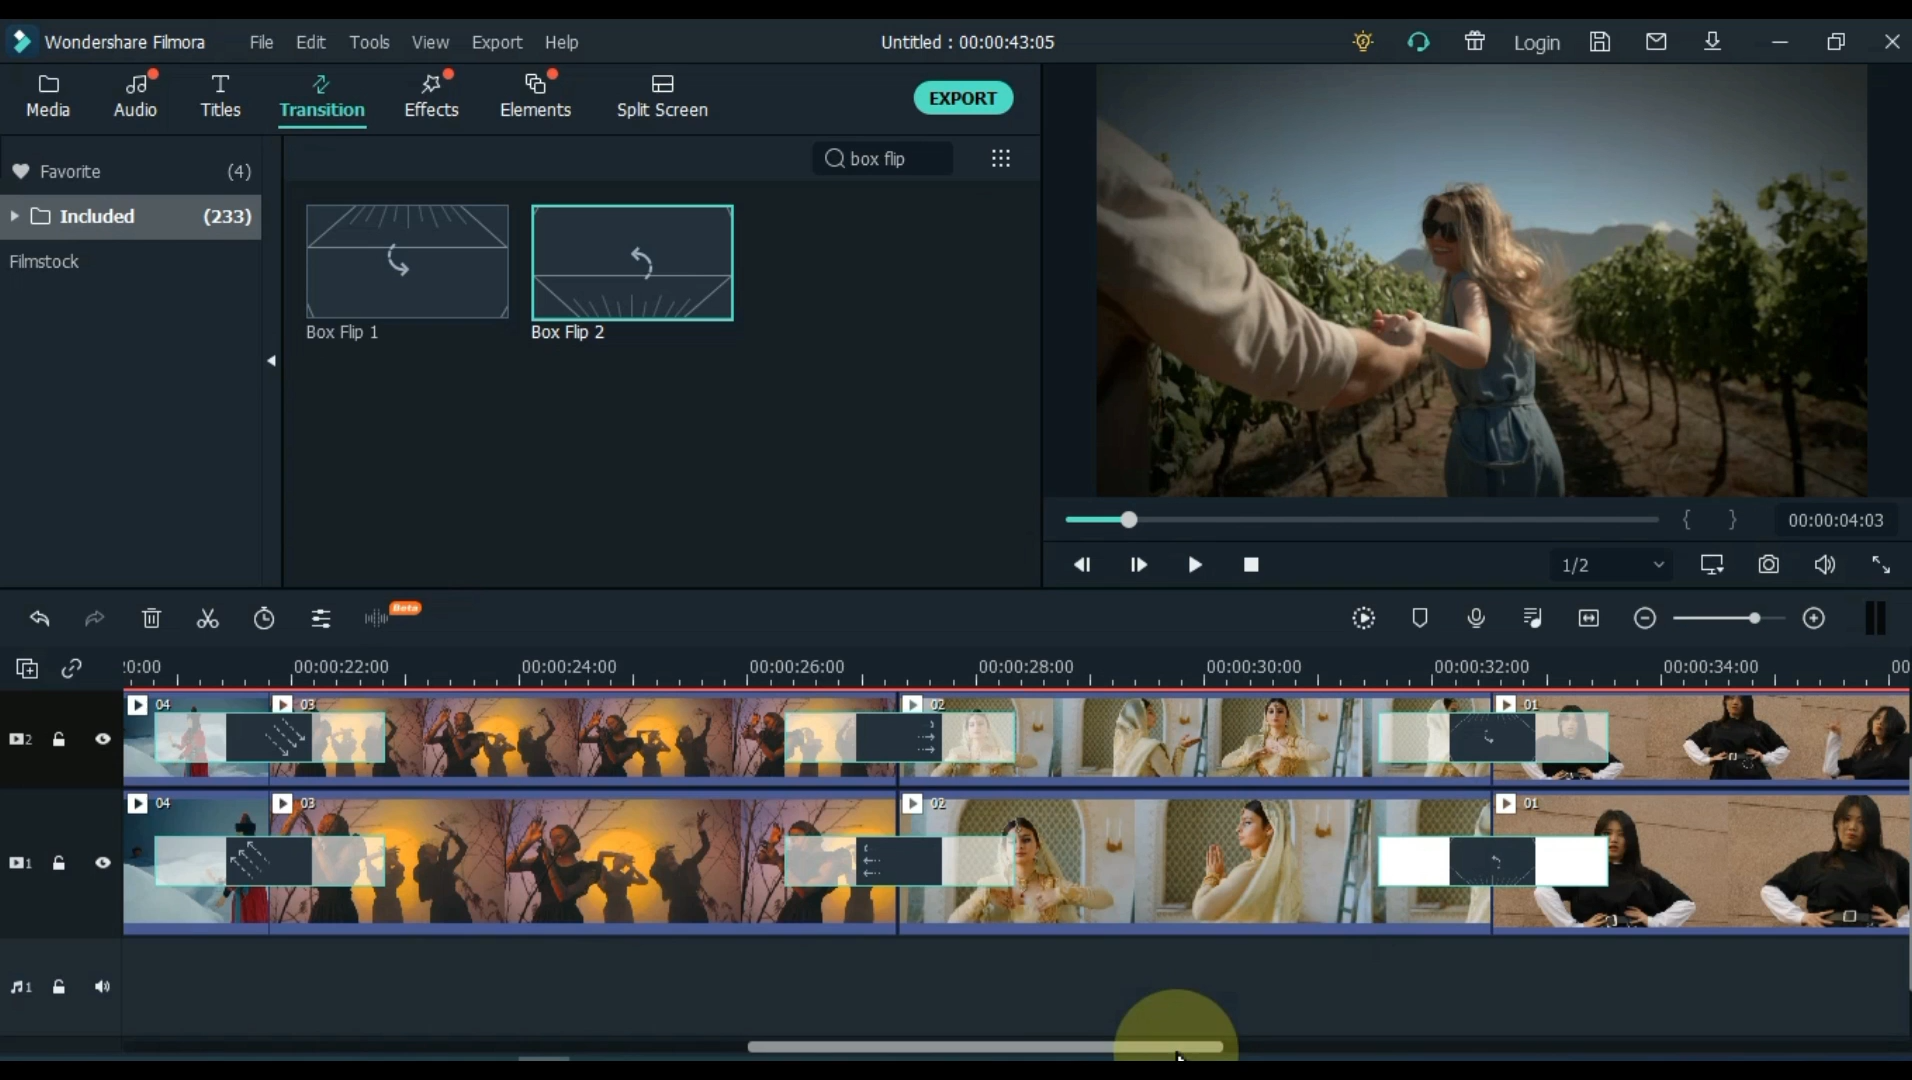 Wondershare Filmora File Edit Tools View Export Help Untitled : 00:00:43:05 Login
Media Audio Titles Transition Effects Elements Split Screen EXPORT
Favorite (4)
Included (233)
Filmstock
box flip
Box Flip 1 Box Flip 2
00:00:04:03
1/2
Beta
:0:00 00:00:22:00 00:00:24:00 00:00:26:00 00:00:28:00 00:00:30:00 00:00:32:00 00:00:34:00 00
04 03 02 01
2
04 03 02 01
1
1